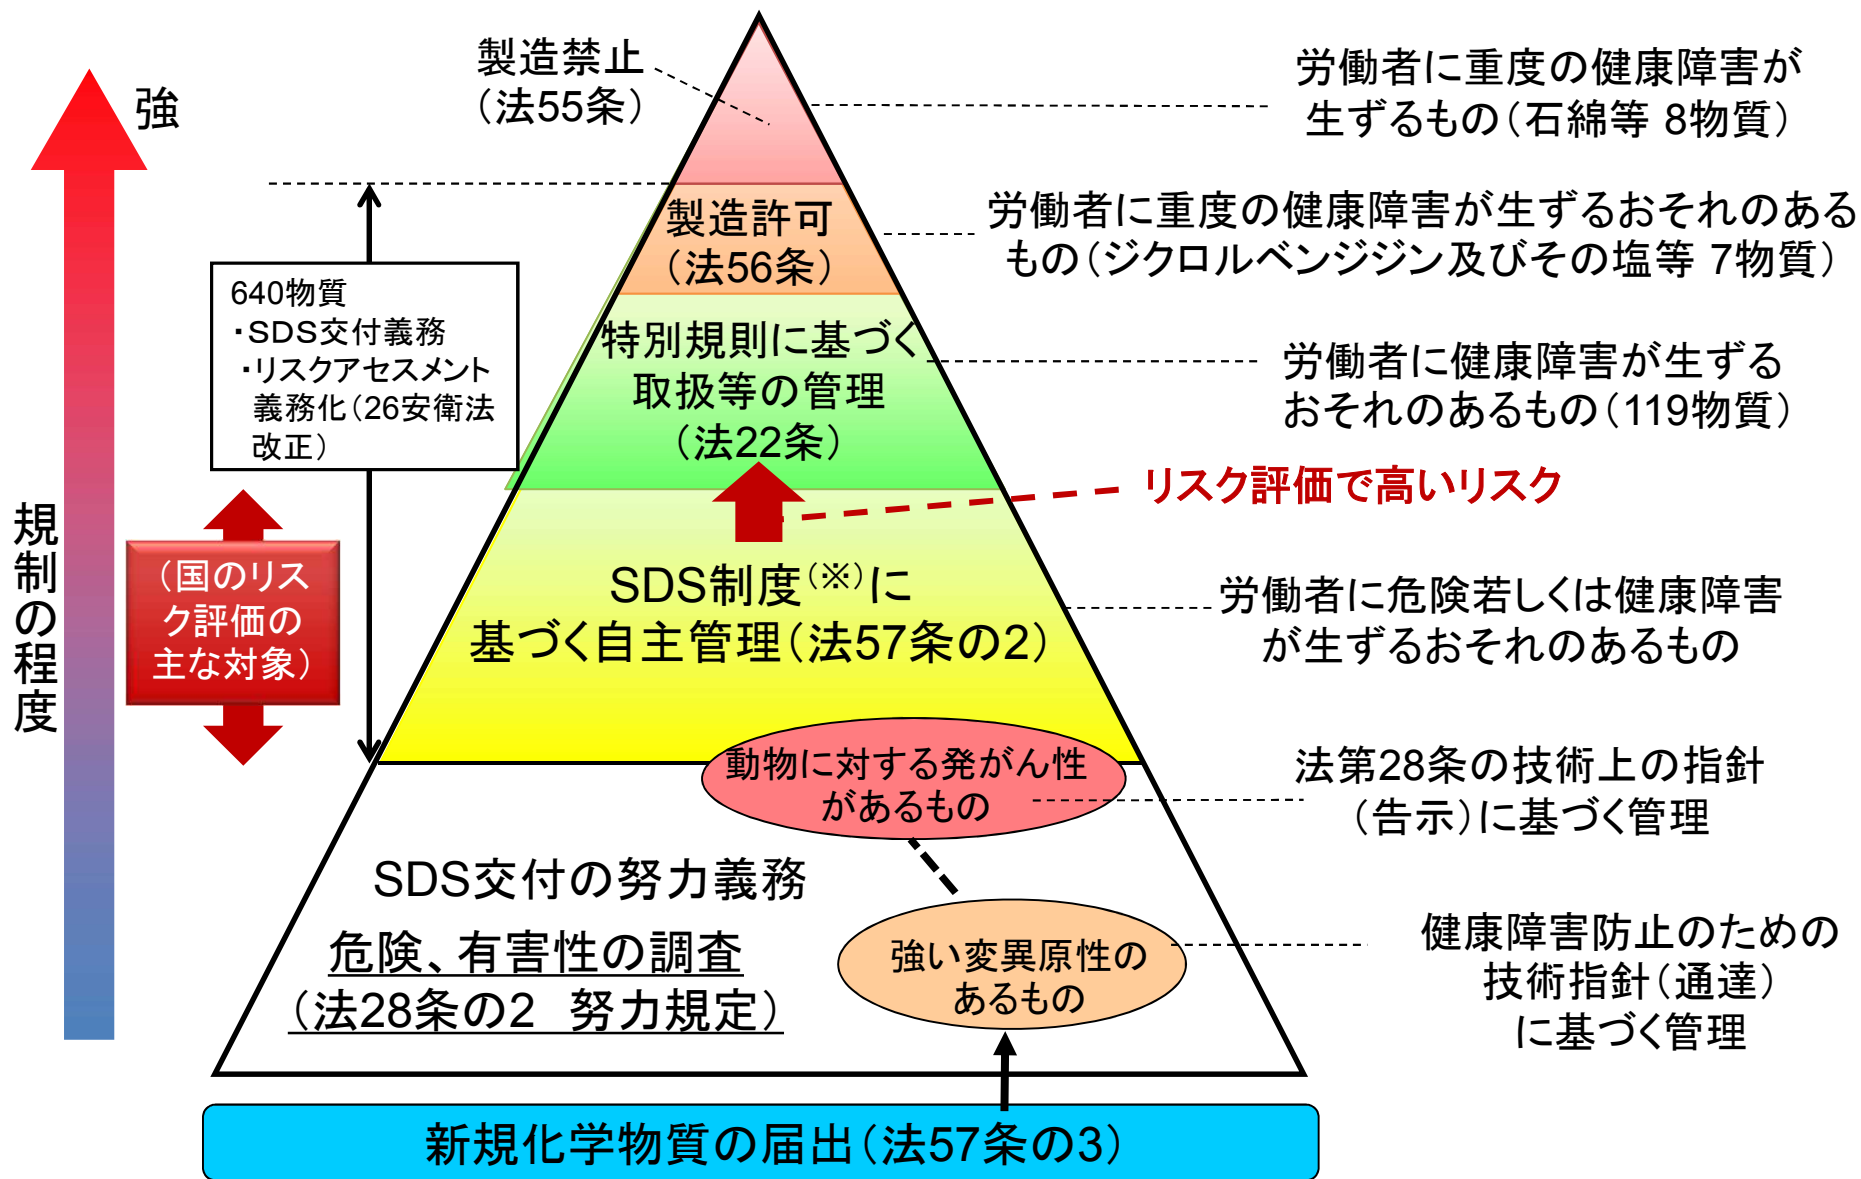 製造禁止
（法55条）
労働者に重度の健康障害が
生ずるもの（石綿等 8物質）
強
製造許可
（法56条）
労働者に重度の健康障害が生ずるおそれのある
もの（ジクロルベンジジン及びその塩等 7物質）
640物質
・SDS交付義務
・リスクアセスメント
義務化（26安衛法
改正）
特別規則に基づく
取扱等の管理
（法22条）
労働者に健康障害が生ずる
おそれのあるもの（119物質）
リスク評価で高いリスク
規制の程度
（国のリス
ク評価の
主な対象）
SDS制度（※）に
基づく自主管理（法57条の2）
労働者に危険若しくは健康障害
が生ずるおそれのあるもの
動物に対する発がん性
があるもの
法第28条の技術上の指針
（告示）に基づく管理
SDS交付の努力義務
危険、有害性の調査
（法28条の2　努力規定）
強い変異原性の
あるもの
健康障害防止のための
技術指針（通達）
に基づく管理
新規化学物質の届出（法57条の3）